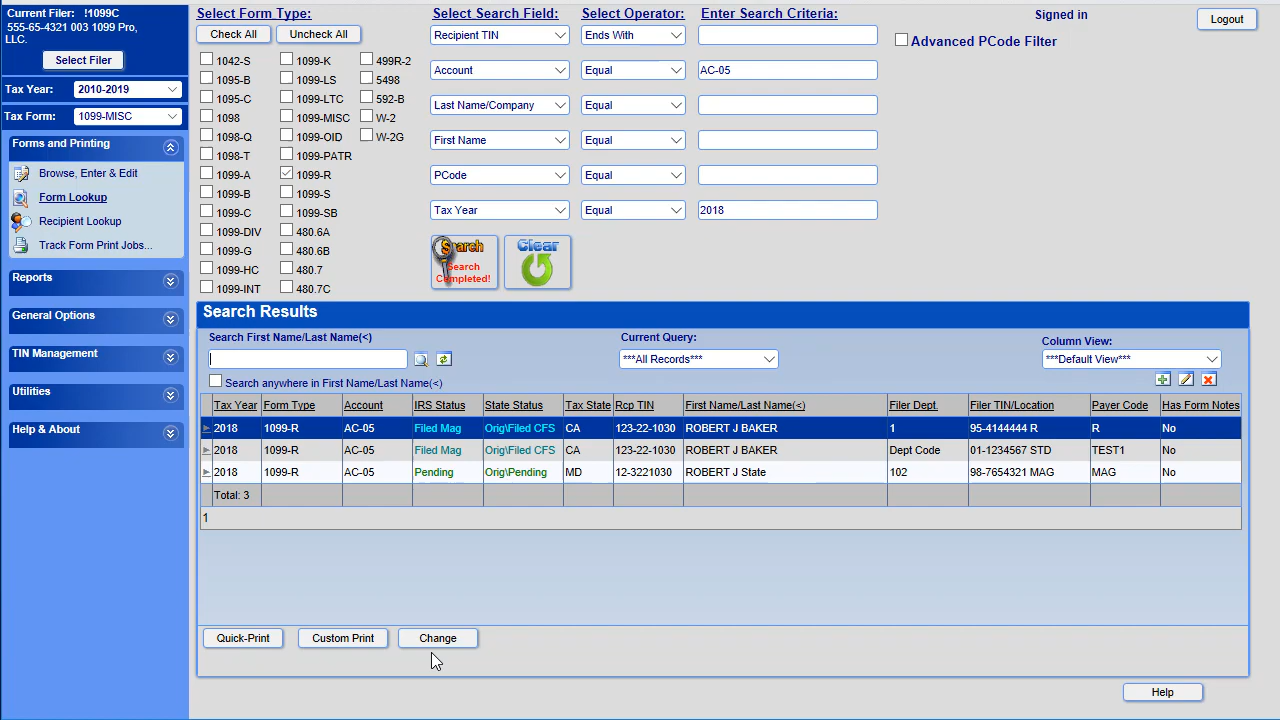 Current Filer: !1099C
555-65-4321 003 1099 Pro,
LLC.
Select Filer
Tax Year: 2010-2019
Tax Form: 1099-MISC
Forms and Printing
Browse, Enter & Edit
Form Lookup
Recipient Lookup
Track Form Print Jobs...
Reports
General Options
TIN Management
Utilities
Help & About
Select Form Type:
Check All Uncheck All
1042-S 1099-K 499R-2
1095-B 1099-LS 5498
1095-C 1099-LTC 592-B
1098 1099-MISC W-2
1098-Q 1099-OID W-2G
1098-T 1099-PATR
1099-A 1099-R
1099-B 1099-S
1099-C 1099-SB
1099-DIV 480.6A
1099-G 480.6B
1099-HC 480.7
1099-INT 480.7C
Select Search Field: Select Operator: Enter Search Criteria:
Recipient TIN Ends With
Account Equal AC-05
Last Name/Company Equal
First Name Equal
PCode Equal
Tax Year Equal 2018
Search Search Completed!
Clear
Signed in
Logout
Advanced PCode Filter
Search Results
Search First Name/Last Name(<)
Current Query:
***All Records***
Column View:
***Default View***
Search anywhere in First Name/Last Name(<)
Tax Year Form Type Account IRS Status State Status Tax State Rcp TIN First Name/Last Name(<) Filer Dept. Filer TIN/Location Payer Code Has Form Notes
2018 1099-R AC-05 Filed Mag Orig\Filed CFS CA 123-22-1030 ROBERT J BAKER 1 95-4144444 R R No
2018 1099-R AC-05 Filed Mag Orig\Filed CFS CA 123-22-1030 ROBERT J BAKER Dept Code 01-1234567 STD TEST1 No
2018 1099-R AC-05 Pending Orig\Pending MD 12-3221030 ROBERT J State 102 98-7654321 MAG MAG No
Total: 3
1
Quick-Print Custom Print Change
Help